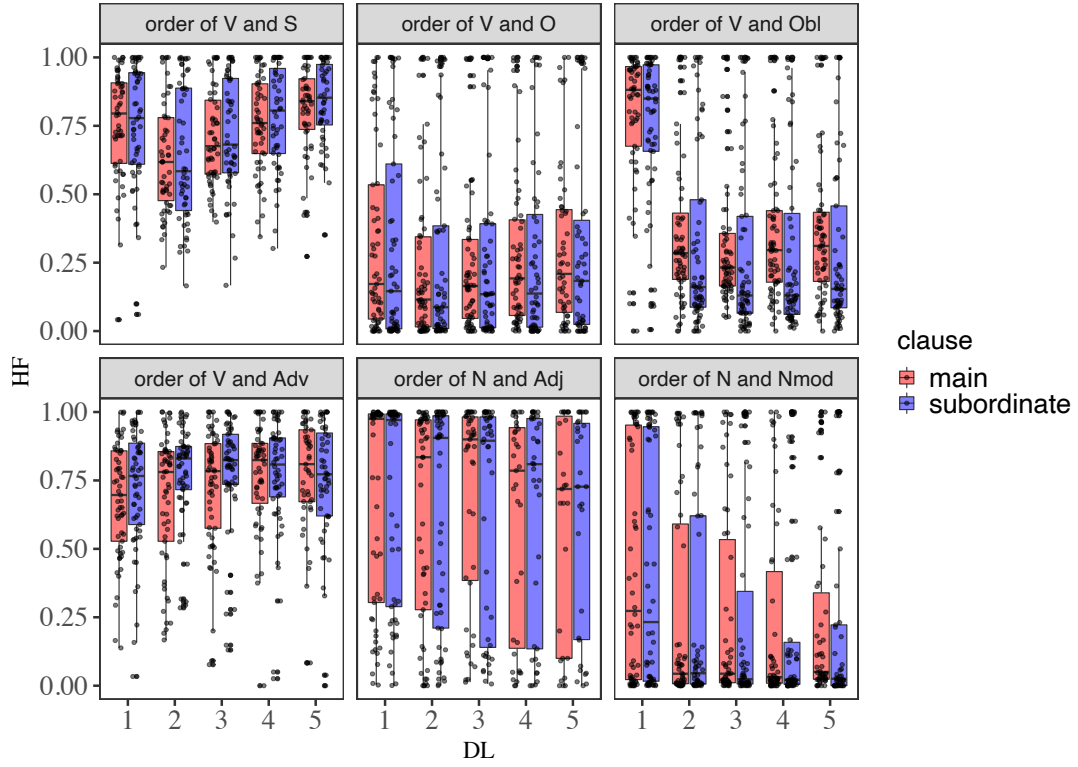 order of V and S
order of V and O
order of V and Obl
1.00
0.75
0.50
0.25
0.00
HF
order of V and Adv
order of N and Adj
order of N and Nmod
1.00
0.75
0.50
0.25
0.00
1 2 3 4 5
1 2 3 4 5
1 2 3 4 5
DL
clause
main
subordinate